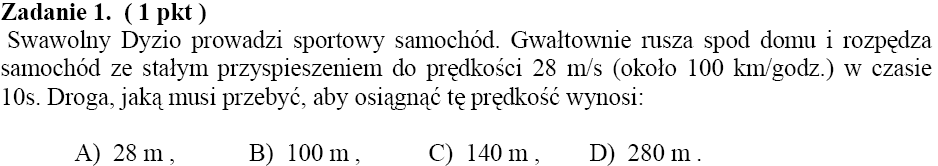 Zadanie 1. ( 1 pkt )
Swawolny Dyzio prowadzi sportowy samochód. Gwałtownie rusza spod domu i rozpędza
samochód ze stałym przyspieszeniem do prędkości 28 m/s (około 100 km/godz.) w czasie
10s. Droga, jaką musi przebyć, aby osiągnąć tę prędkość wynosi:
A) 28 m , B) 100 m , C) 140 m , D) 280 m .